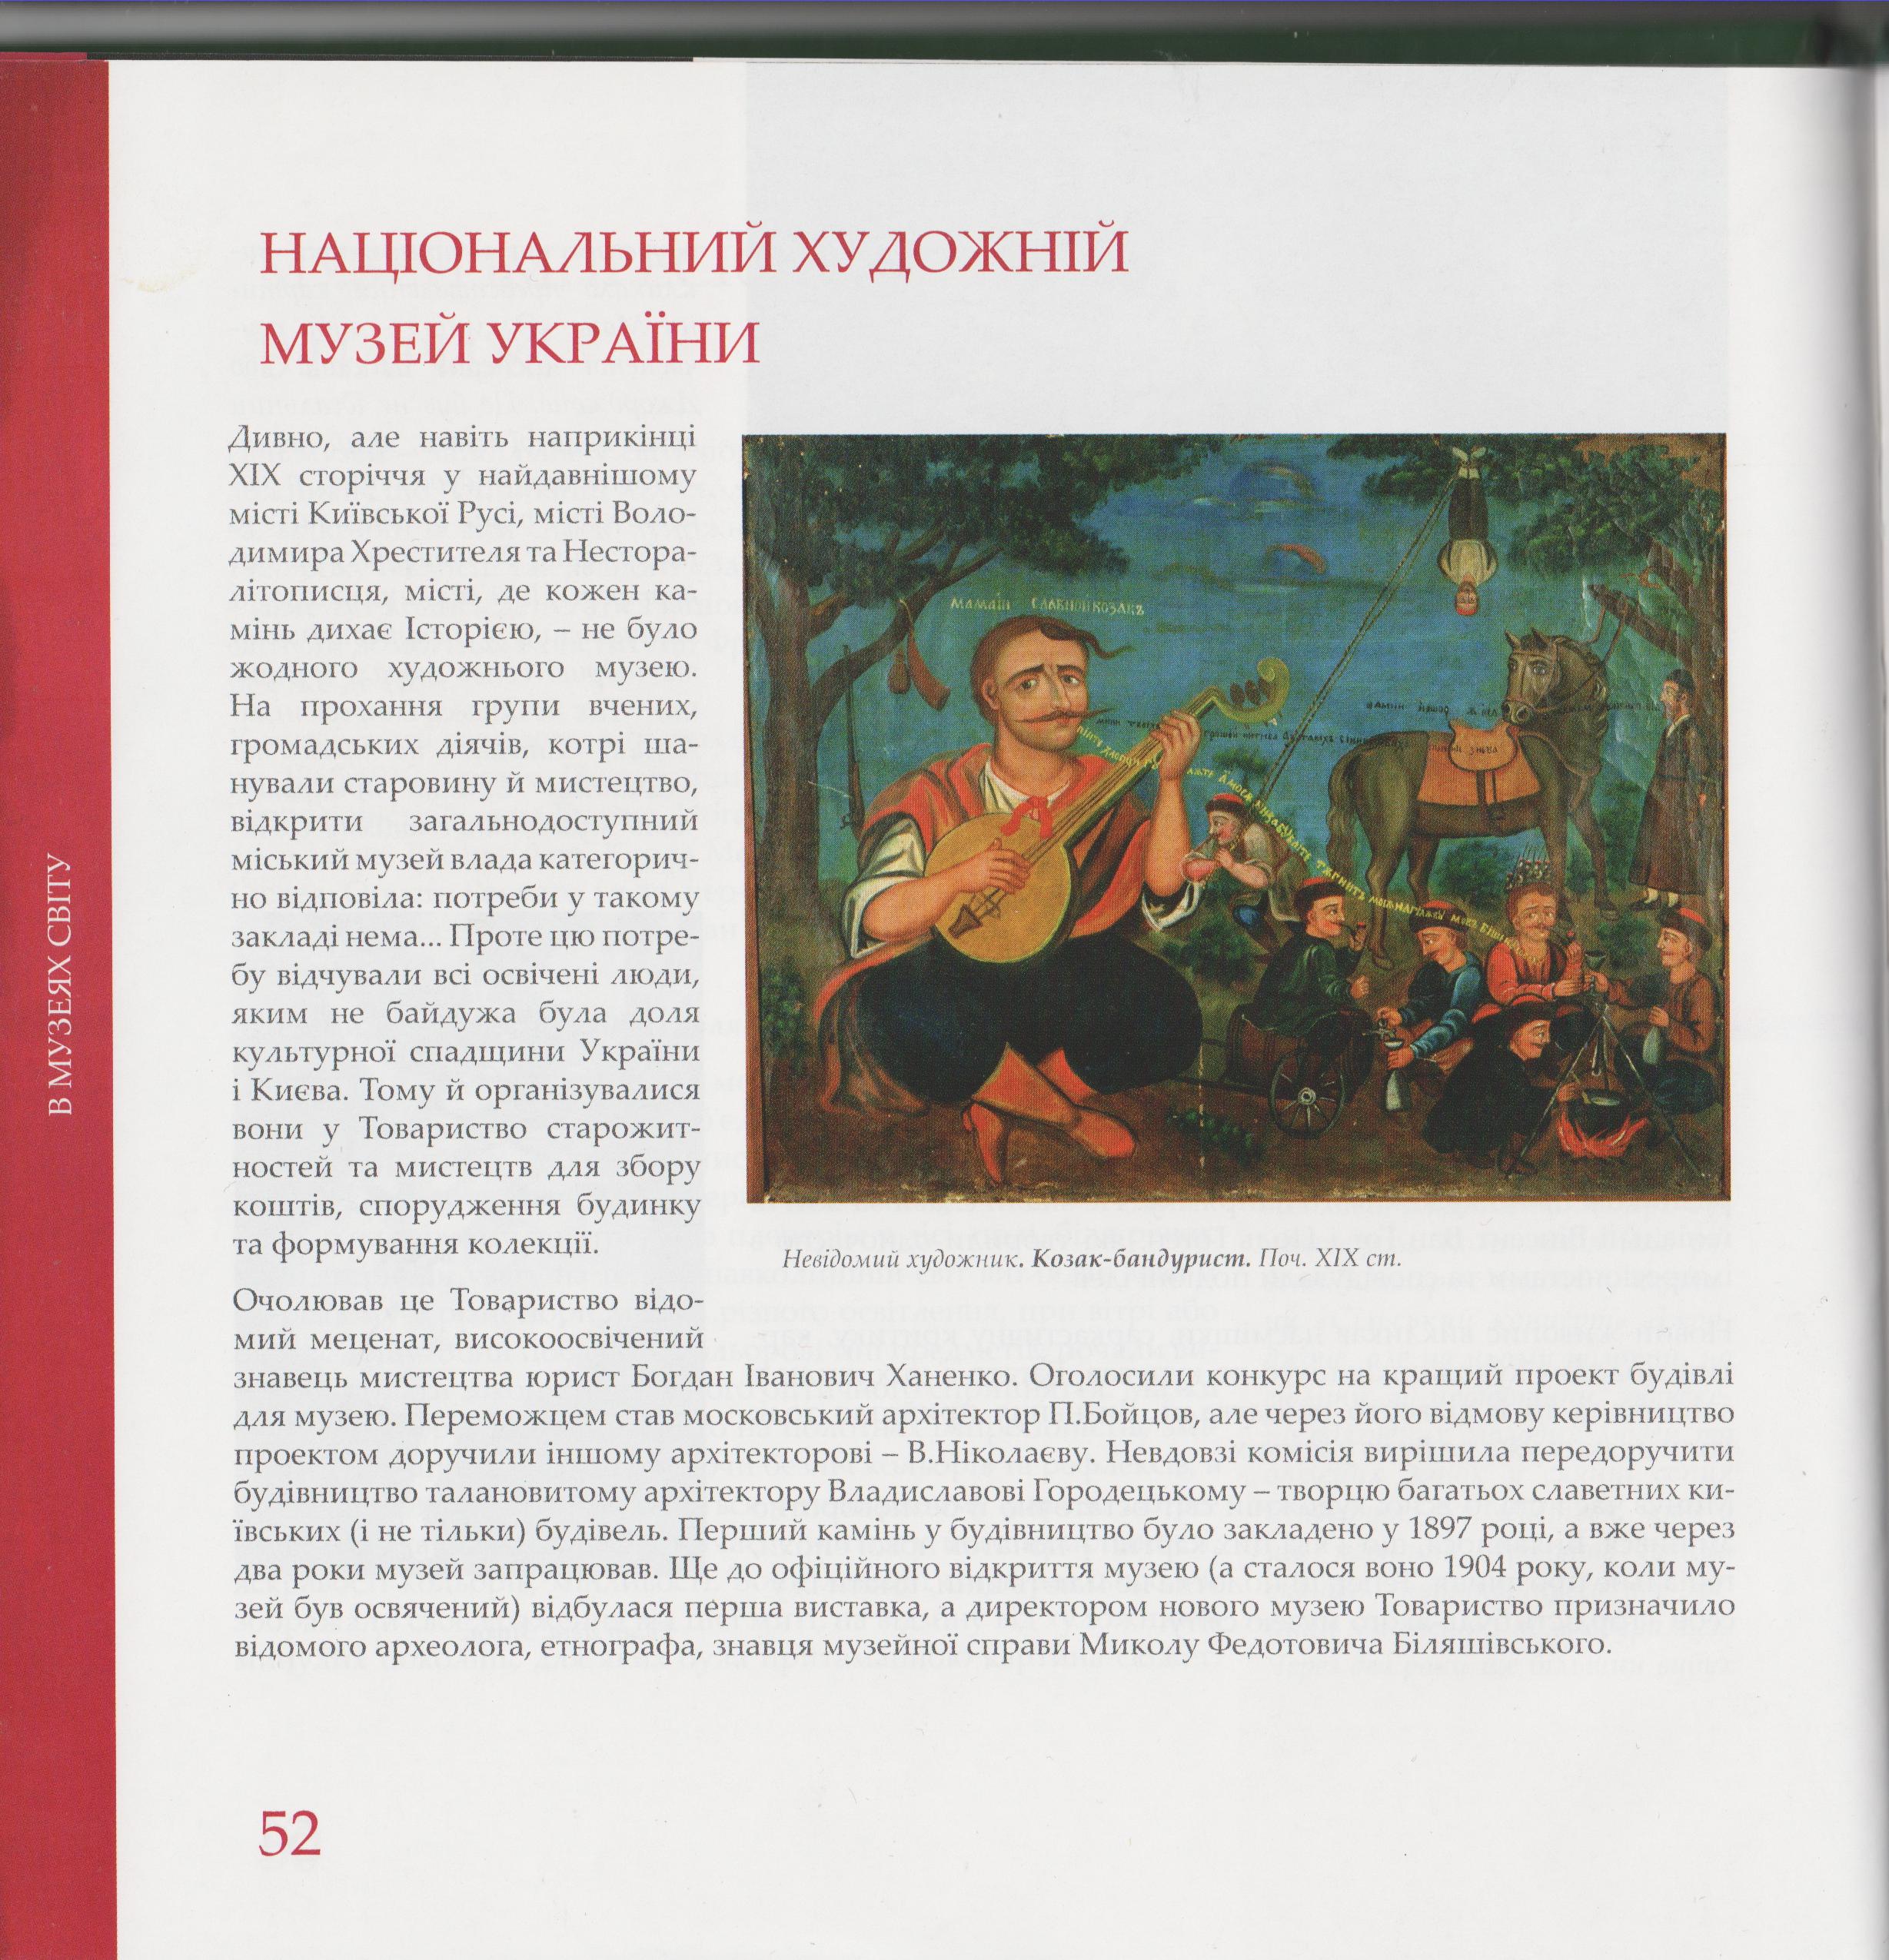 В МУЗЕЯХ СВІТУ
НАЦІОНАЛЬНИЙ ХУДОЖНІЙ
МУЗЕЙ УКРАЇНИ
Дивно, але навіть наприкінці
XIX сторіччя у найдавнішому
місті Київської Русі, місті Воло-
димира Хрестителя та Нестора-
літописця, місті, де кожен ка-
мінь дихає Історією, – не було
жодного художнього музею.
На прохання групи вчених,
громадських діячів, котрі ша-
нували старовину й мистецтво,
відкрити загальнодоступний
міський музей влада категорич-
но відповіла: потреби у такому
закладі нема... Проте цю потре-
бу відчували всі освічені люди,
яким не байдужа була доля
культурної спадщини України
і Києва. Тому й організувалися
вони у Товариство старожит-
ностей та мистецтв для збору
коштів, спорудження будинку
та формування колекції.
МАМАЙ СЛАВНОЙ КОЗАКЪ
Невідомий художник. Козак-бандурист. Поч. XIX ст.
Очолював це Товариство відо-
мий меценат, високоосвічений
знавець мистецтва юрист Богдан Іванович Ханенко. Оголосили конкурс на кращий проект будівлі
для музею. Переможцем став московський архітектор П.Бойцов, але через його відмову керівництво
проектом доручили іншому архітекторові – В.Ніколаєву. Невдовзі комісія вирішила передоручити
будівництво талановитому архітектору Владиславові Городецькому – творцю багатьох славетних ки-
ївських (і не тільки) будівель. Перший камінь у будівництво було закладено у 1897 році, а вже через
два роки музей запрацював. Ще до офіційного відкриття музею (а сталося воно 1904 року, коли му-
зей був освячений) відбулася перша виставка, а директором нового музею Товариство призначило
відомого археолога, етнографа, знавця музейної справи Миколу Федотовича Біляшівського.
52